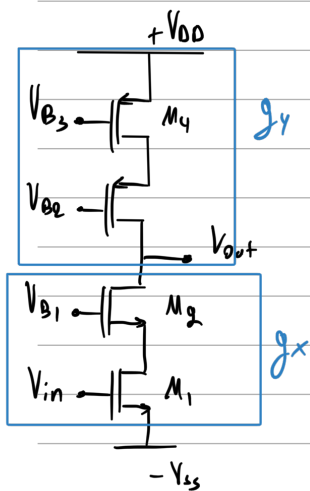 +VDD
VB3 M4 gy
VB2
Vout
VB1 M2 gx
Vin M1
-Vss